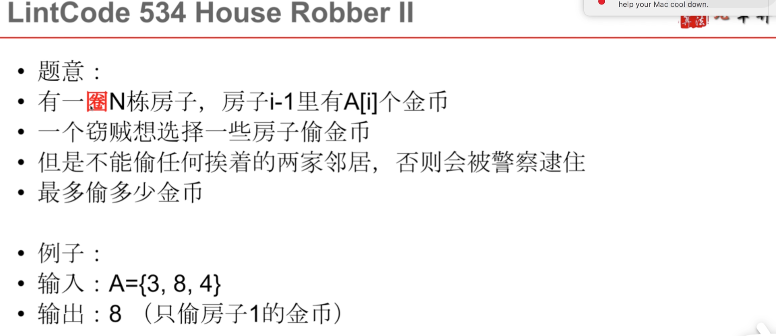 help your Mac cool down.
LintCode 534 House Robber II
• 题意：
• 有一圈N栋房子，房子i-1里有A[i]个金币
• 一个窃贼想选择一些房子偷金币
• 但是不能偷任何挨着的两家邻居，否则会被警察逮住
• 最多偷多少金币
• 例子：
• 输入：A={3, 8, 4}
• 输出：8 （只偷房子1的金币）